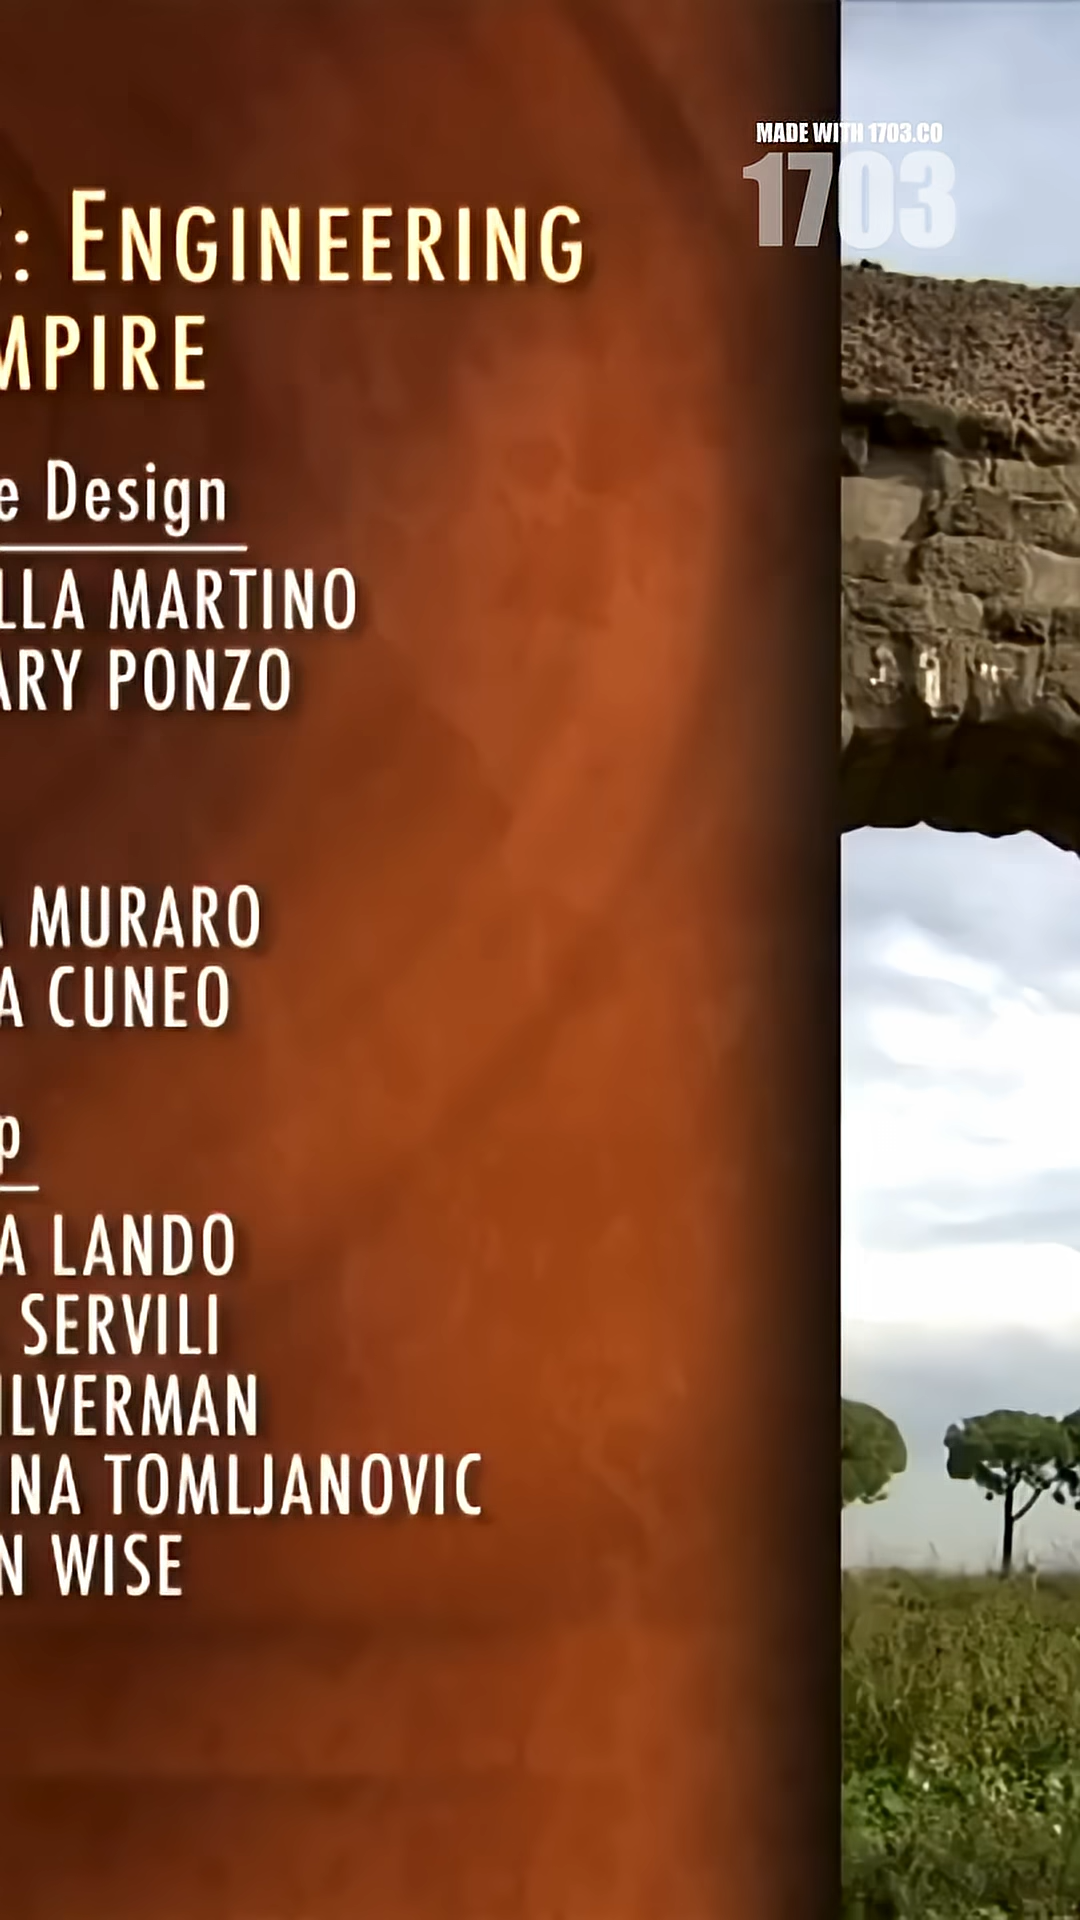 MADE WITH 1703.CO
1703
: ENGINEERING
MPIRE
e Design
LLA MARTINO
ARY PONZO
A MURARO
A CUNEO
p
A LANDO
SERVILI
ILVERMAN
NA TOMLJANOVIC
N WISE